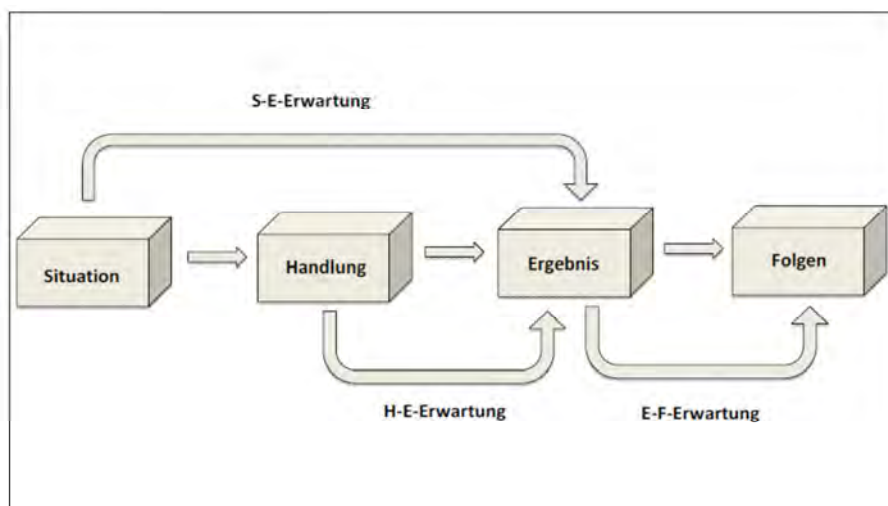 S-E-Erwartung
Situation
Handlung
Ergebnis
Folgen
H-E-Erwartung
E-F-Erwartung